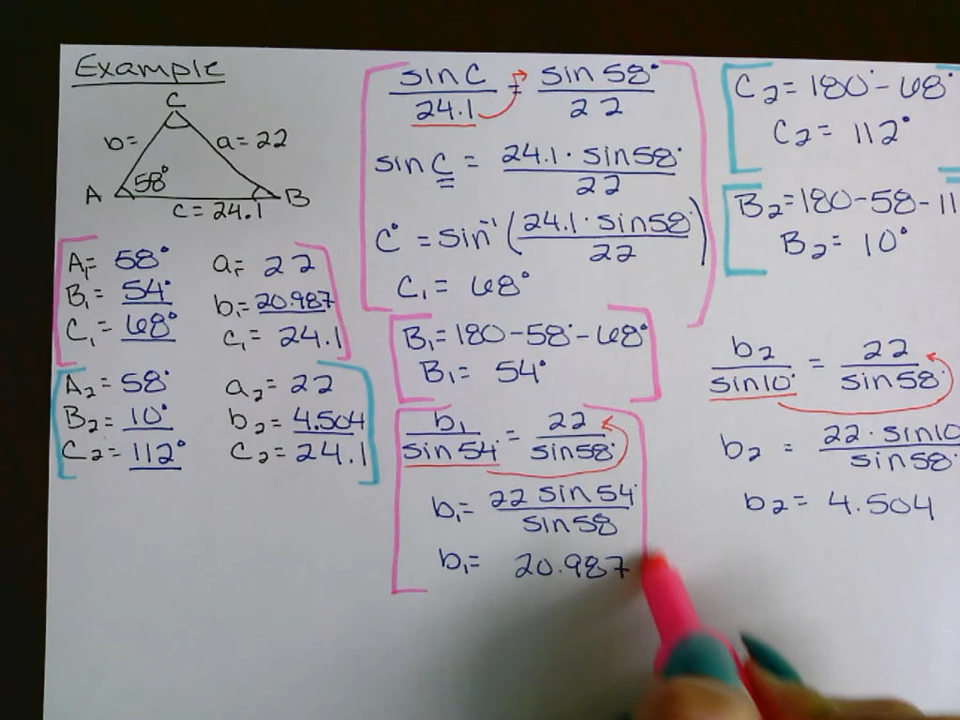 Example
C
b= a=22
A 58° B
c=24.1
A₁= 58° a₁= 22
B₁= 54° b₁= 20.987
C₁= 68° c₁= 24.1
A₂= 58° a₂= 22
B₂= 10° b₂= 4.504
C₂= 112° c₂= 24.1
sin C / 24.1 = sin 58° / 22
sin C = 24.1 · sin58° / 22
C° = sin⁻¹ (24.1 · sin58° / 22)
C₁ = 68°
B₁= 180-58°-68°
B₁= 54°
b₁ / sin 54° = 22 / sin58°
b₁= 22 sin 54° / sin 58
b₁= 20.987
C₂= 180°-68°
C₂= 112°
B₂=180-58-11
B₂= 10°
b₂ / sin10° = 22 / sin58°
b₂ = 22 · sin10 / sin58°
b₂= 4.504